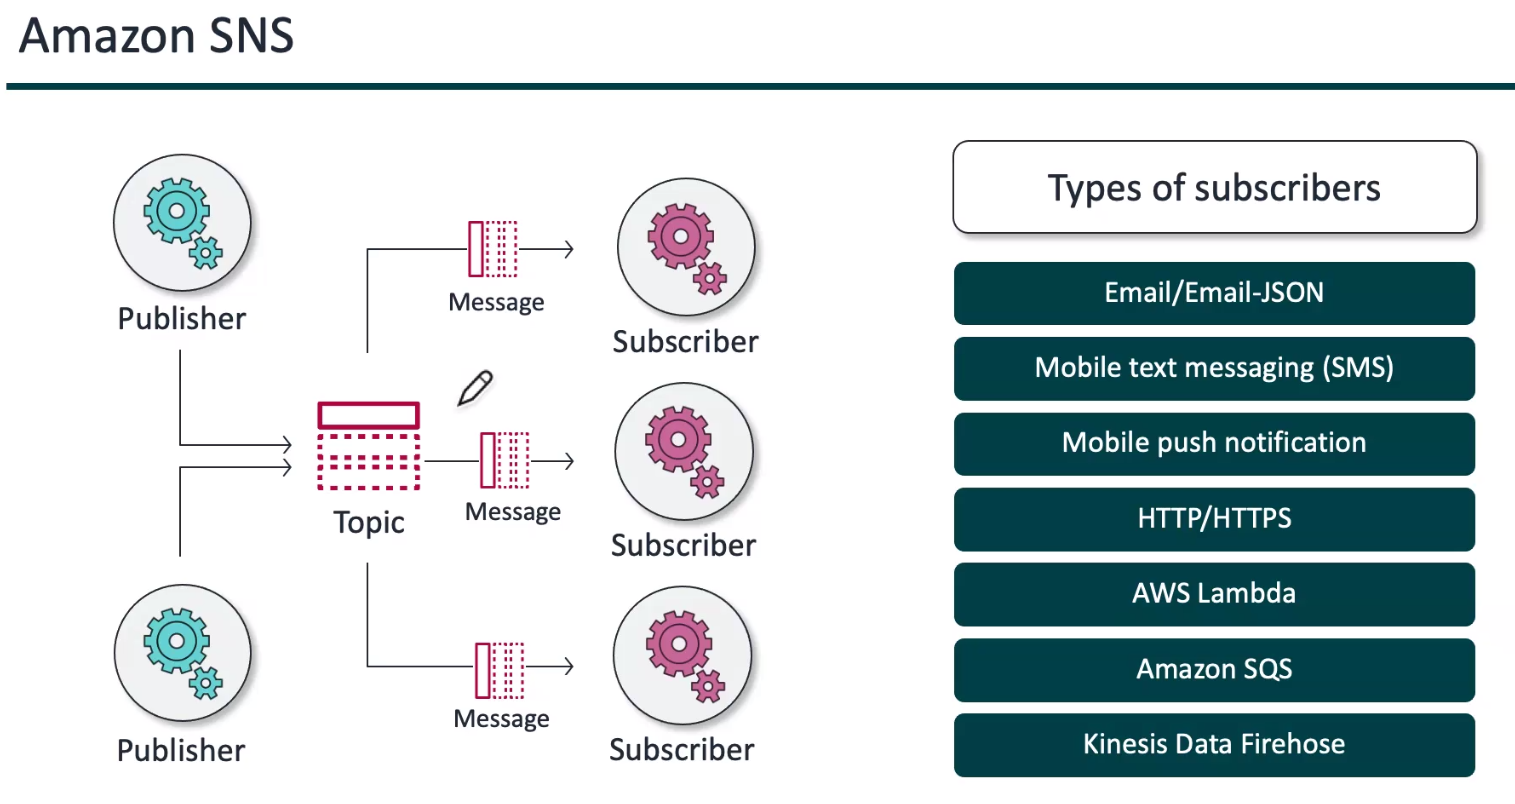 Amazon SNS
Publisher
Publisher
Topic
Message
Message
Message
Subscriber
Subscriber
Subscriber
Types of subscribers
Email/Email-JSON
Mobile text messaging (SMS)
Mobile push notification
HTTP/HTTPS
AWS Lambda
Amazon SQS
Kinesis Data Firehose